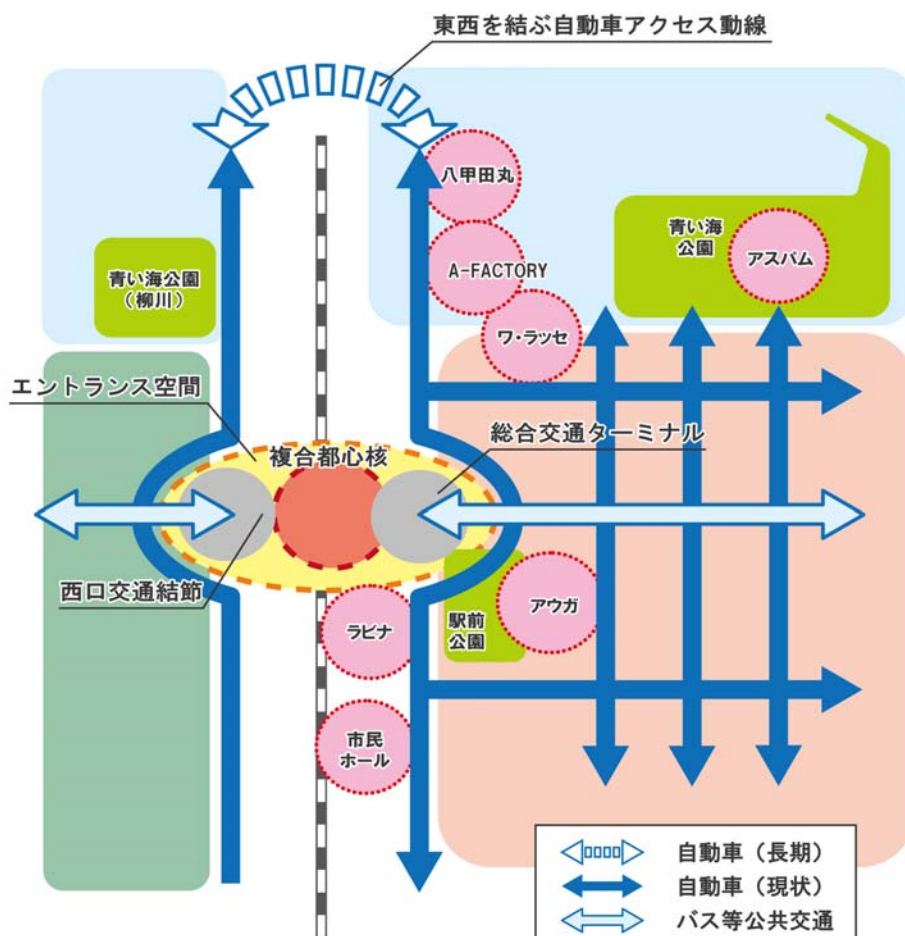 東西を結ぶ自動車アクセス動線
八甲田丸
青い海
公園
アスパム
A-FACTORY
青い海公園
（柳川）
ワ・ラッセ
エントランス空間
総合交通ターミナル
複合都心核
西口交通結節
ラビナ
駅前
公園
アウガ
市民
ホール
自動車（長期）
自動車（現状）
バス等公共交通